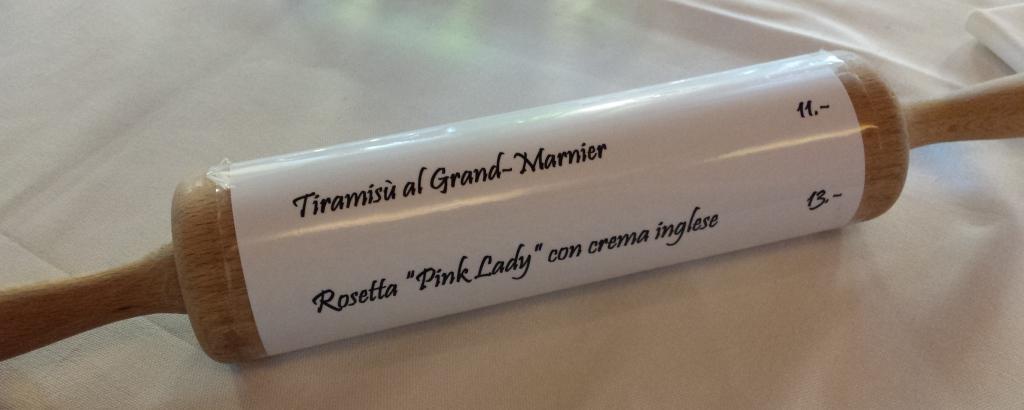 Tiramisù al Grand-Marnier 11.-
Rosetta "Pink Lady" con crema inglese 13.-